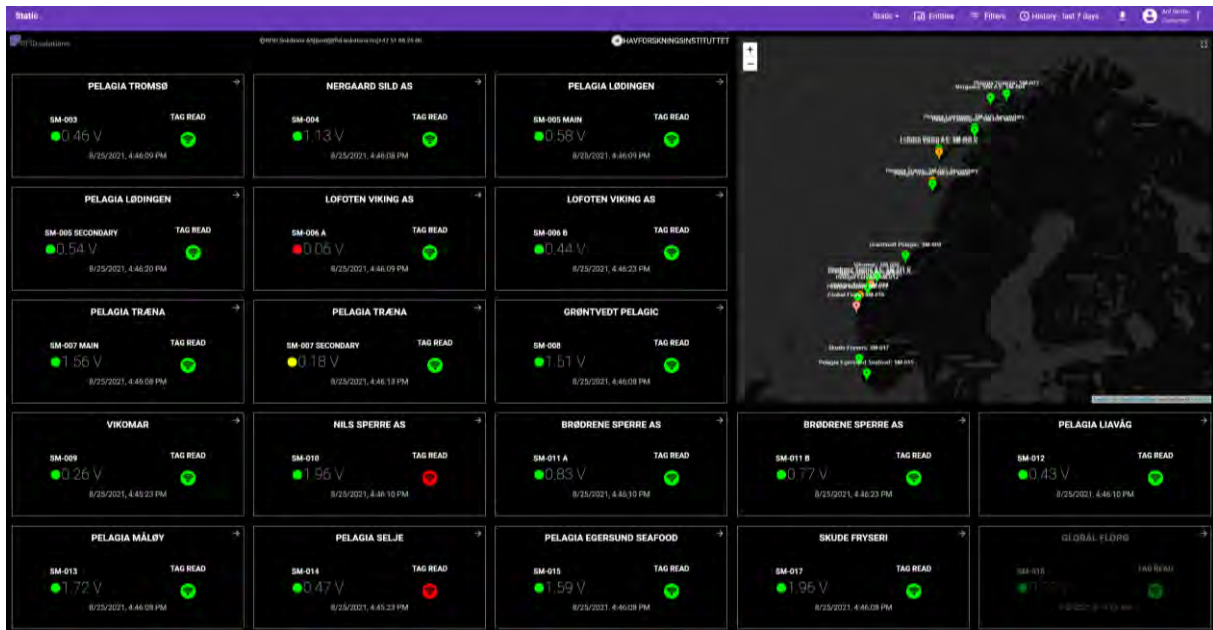 Static
Static
Entities
Filters
History - last 7 days
HAVFORSKNINGSINSTITUTTET
PELAGIA TROMSØ
SM-003
TAG READ
0.46 V
8/25/2021, 4:46:09 PM
NERGAARD SILD AS
SM-004
TAG READ
1.13 V
8/25/2021, 4:46:08 PM
PELAGIA LØDINGEN
SM-005 MAIN
TAG READ
0.58 V
8/25/2021, 4:46:09 PM
PELAGIA LØDINGEN
SM-005 SECONDARY
TAG READ
0.54 V
8/25/2021, 4:46:20 PM
LOFOTEN VIKING AS
SM-006 A
TAG READ
0.06 V
8/25/2021, 4:46:09 PM
LOFOTEN VIKING AS
SM-006 B
TAG READ
0.44 V
8/25/2021, 4:46:23 PM
PELAGIA TRÆNA
SM-007 MAIN
TAG READ
1.56 V
8/25/2021, 4:46:08 PM
PELAGIA TRÆNA
SM-007 SECONDARY
TAG READ
0.18 V
8/25/2021, 4:46:13 PM
GRØNTVEDT PELAGIC
SM-008
TAG READ
1.51 V
8/25/2021, 4:46:08 PM
Grøntvedt Pelagic: SM-008
Skude Fryseri: SM-017
Pelagia Egersund Seafood: SM-015
VIKOMAR
SM-009
TAG READ
0.26 V
8/25/2021, 4:45:23 PM
NILS SPERRE AS
SM-010
TAG READ
1.96 V
8/25/2021, 4:46:10 PM
BRØDRENE SPERRE AS
SM-011 A
TAG READ
0.83 V
8/25/2021, 4:46:10 PM
BRØDRENE SPERRE AS
SM-011 B
TAG READ
0.77 V
8/25/2021, 4:46:23 PM
PELAGIA LIAVÅG
SM-012
TAG READ
0.43 V
8/25/2021, 4:46:10 PM
PELAGIA MÅLØY
SM-013
TAG READ
1.72 V
8/25/2021, 4:46:08 PM
PELAGIA SELJE
SM-014
TAG READ
0.47 V
8/25/2021, 4:45:23 PM
PELAGIA EGERSUND SEAFOOD
SM-015
TAG READ
1.59 V
8/25/2021, 4:46:08 PM
SKUDE FRYSERI
SM-017
TAG READ
1.96 V
8/25/2021, 4:46:08 PM
TAG READ